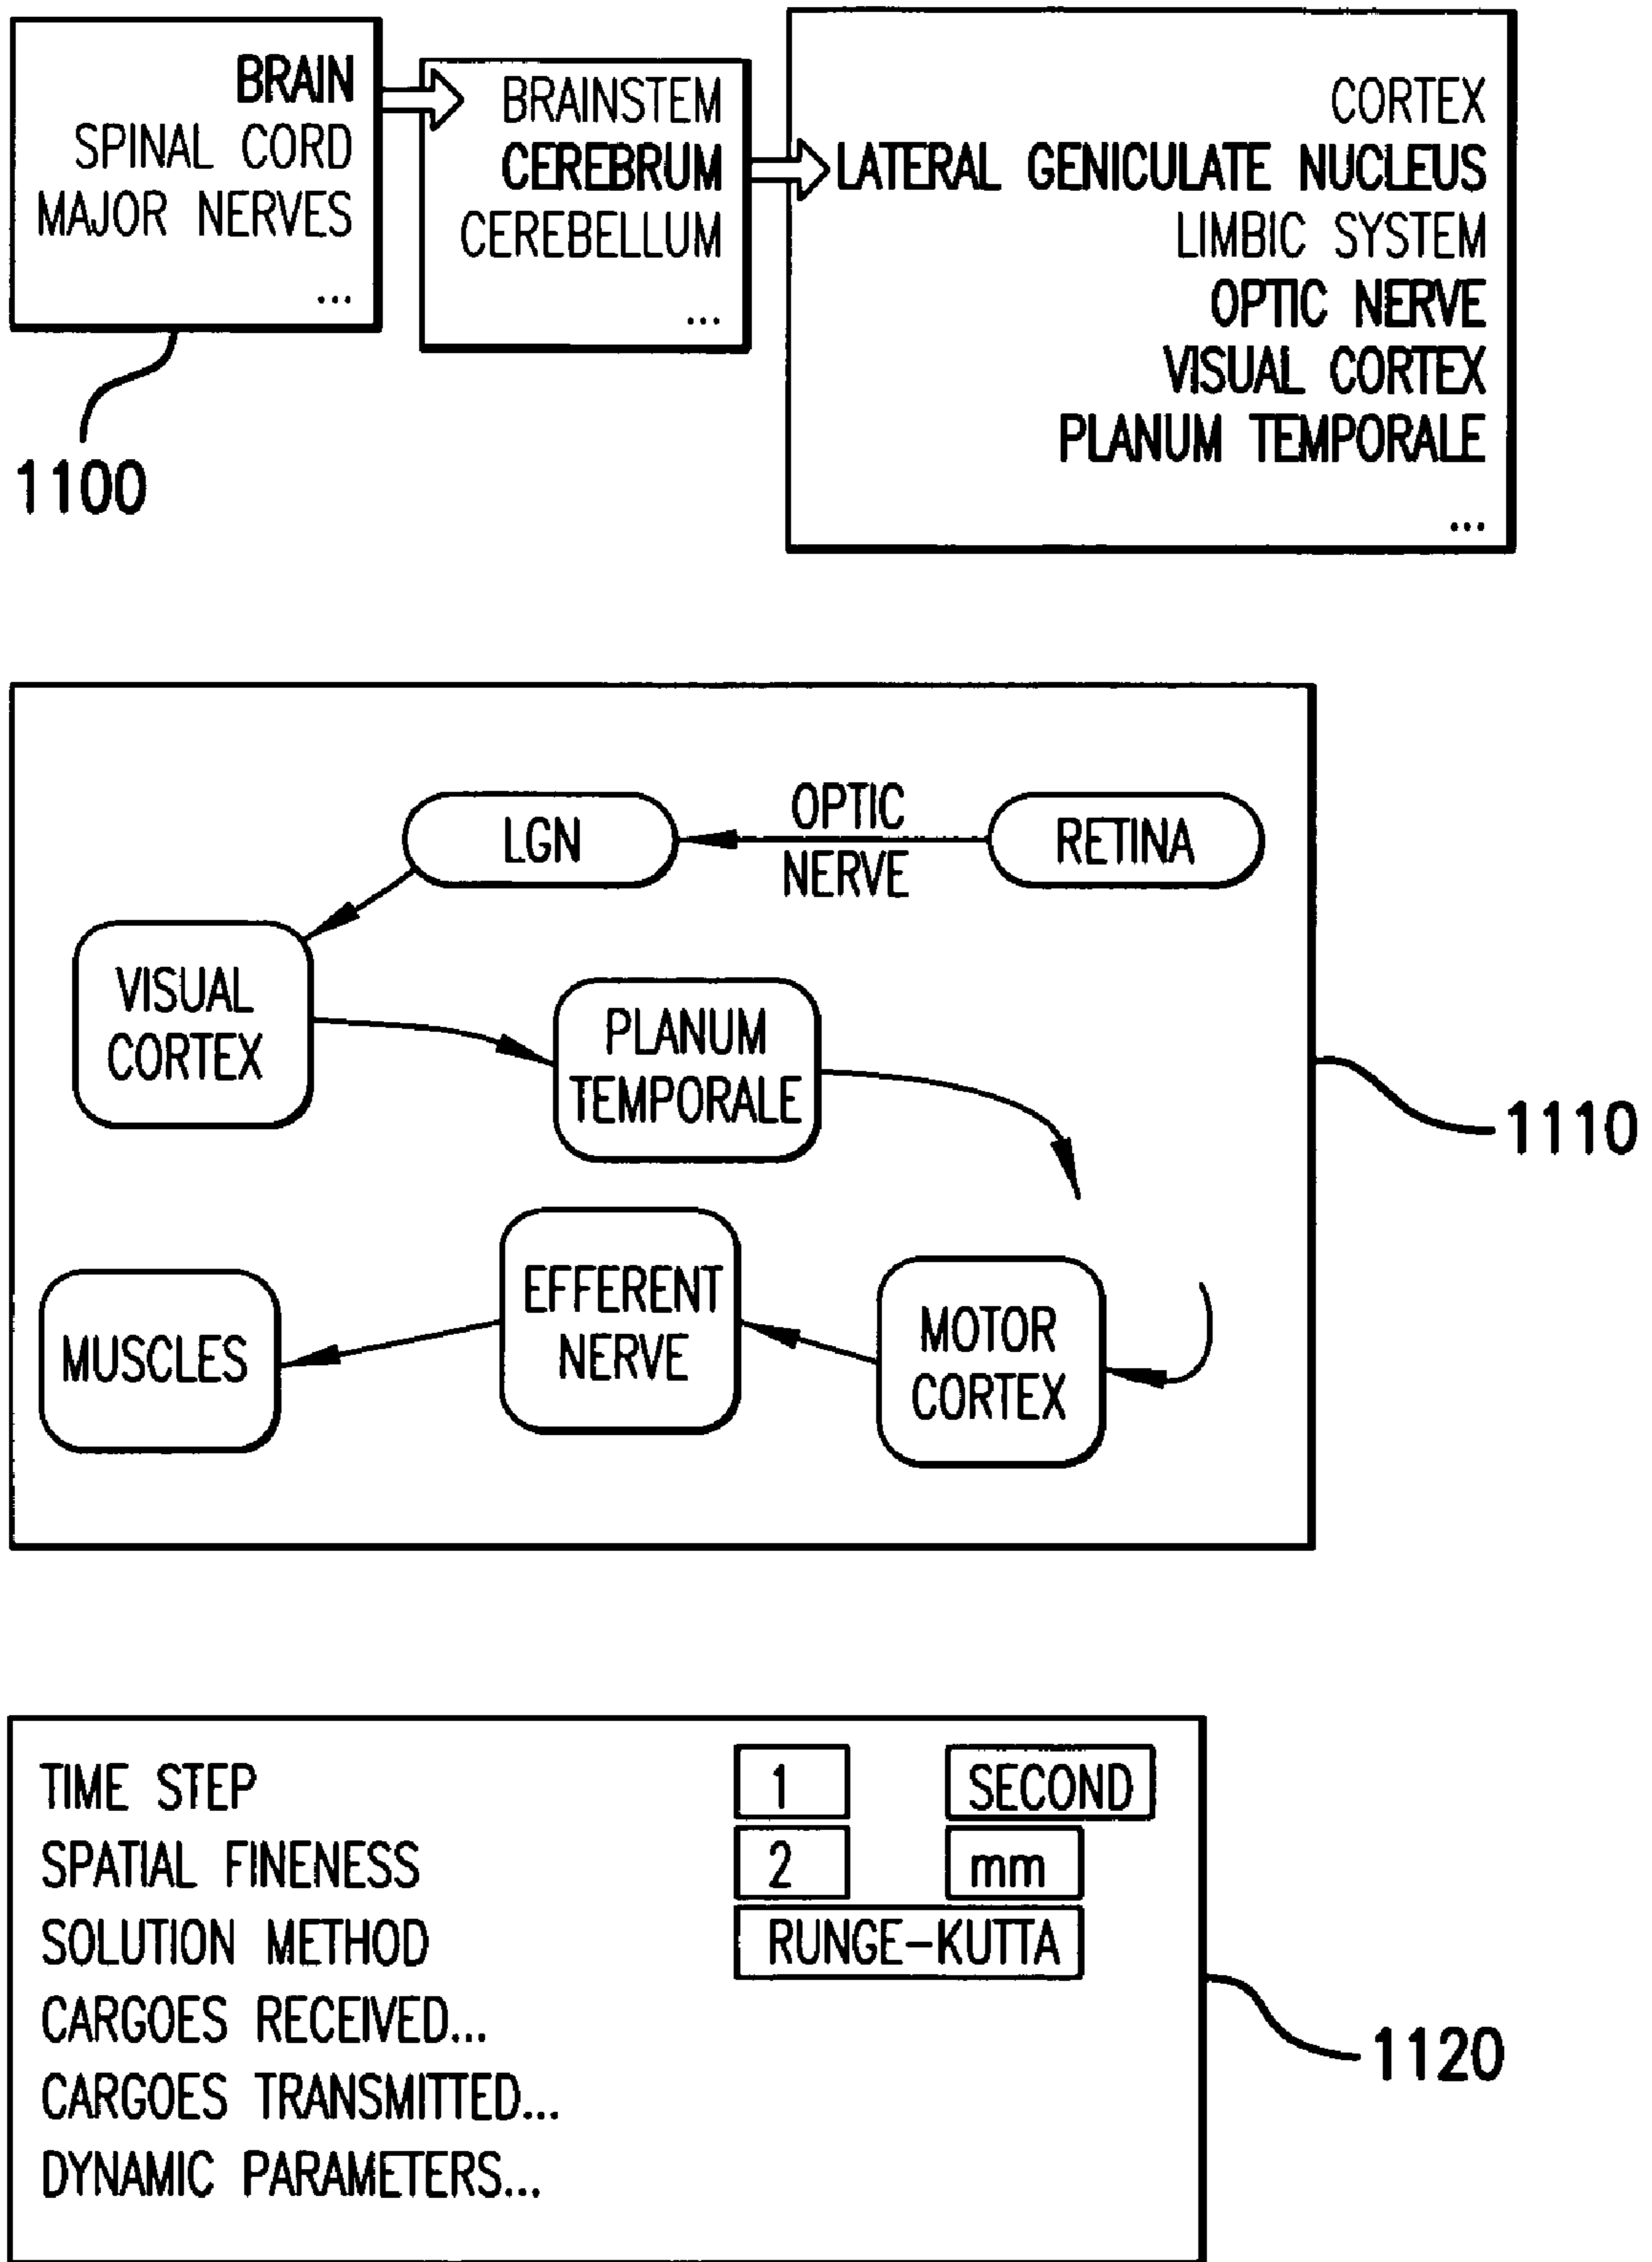 BRAIN
SPINAL CORD
MAJOR NERVES
...
BRAINSTEM
CEREBRUM
CEREBELLUM
...
CORTEX
LATERAL GENICULATE NUCLEUS
LIMBIC SYSTEM
OPTIC NERVE
VISUAL CORTEX
PLANUM TEMPORALE
...
1100
LGN
OPTIC
NERVE
RETINA
VISUAL
CORTEX
PLANUM
TEMPORALE
1110
MUSCLES
EFFERENT
NERVE
MOTOR
CORTEX
TIME STEP 1 SECOND
SPATIAL FINENESS 2 mm
SOLUTION METHOD RUNGE-KUTTA
CARGOES RECEIVED...
CARGOES TRANSMITTED...
DYNAMIC PARAMETERS...
1120